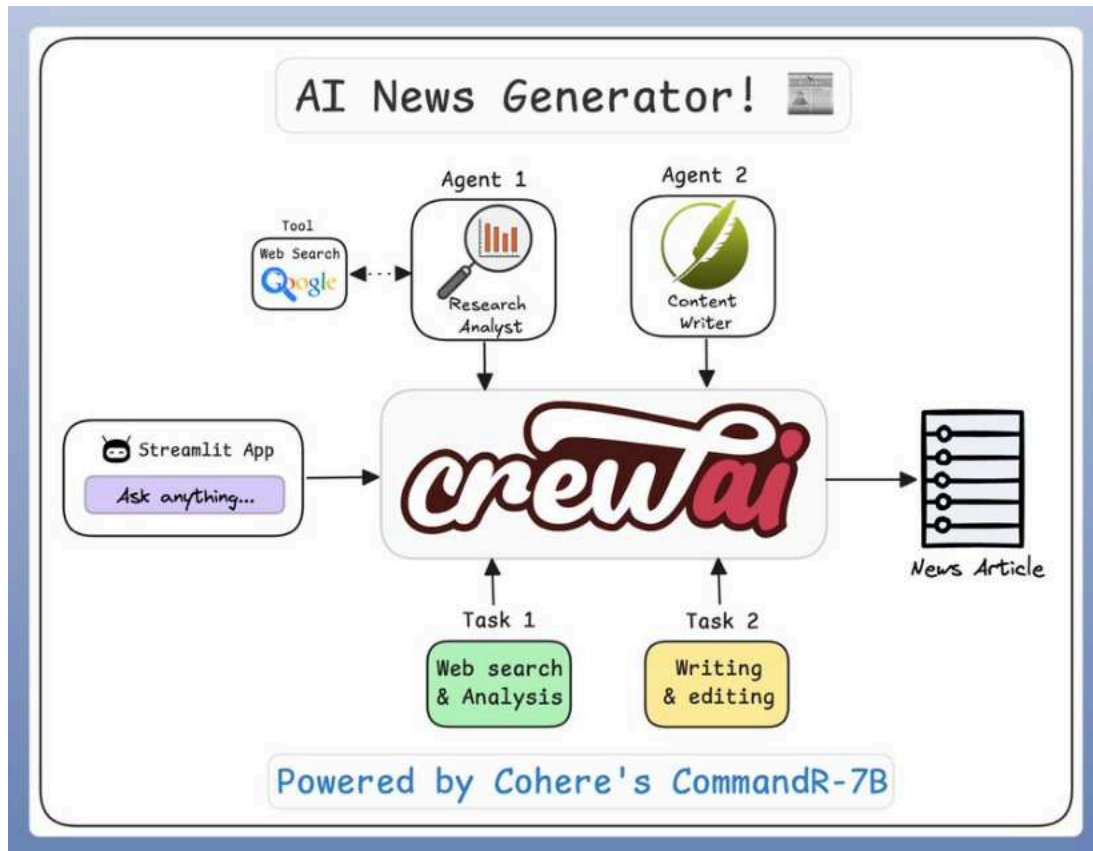 AI News Generator!
Agent 1
Agent 2
Tool
Web Search
Google
Research
Analyst
Content
Writer
Streamlit App
Ask anything...
crewai
News Article
Task 1
Task 2
Web search
& Analysis
Writing
& editing
Powered by Cohere's CommandR-7B